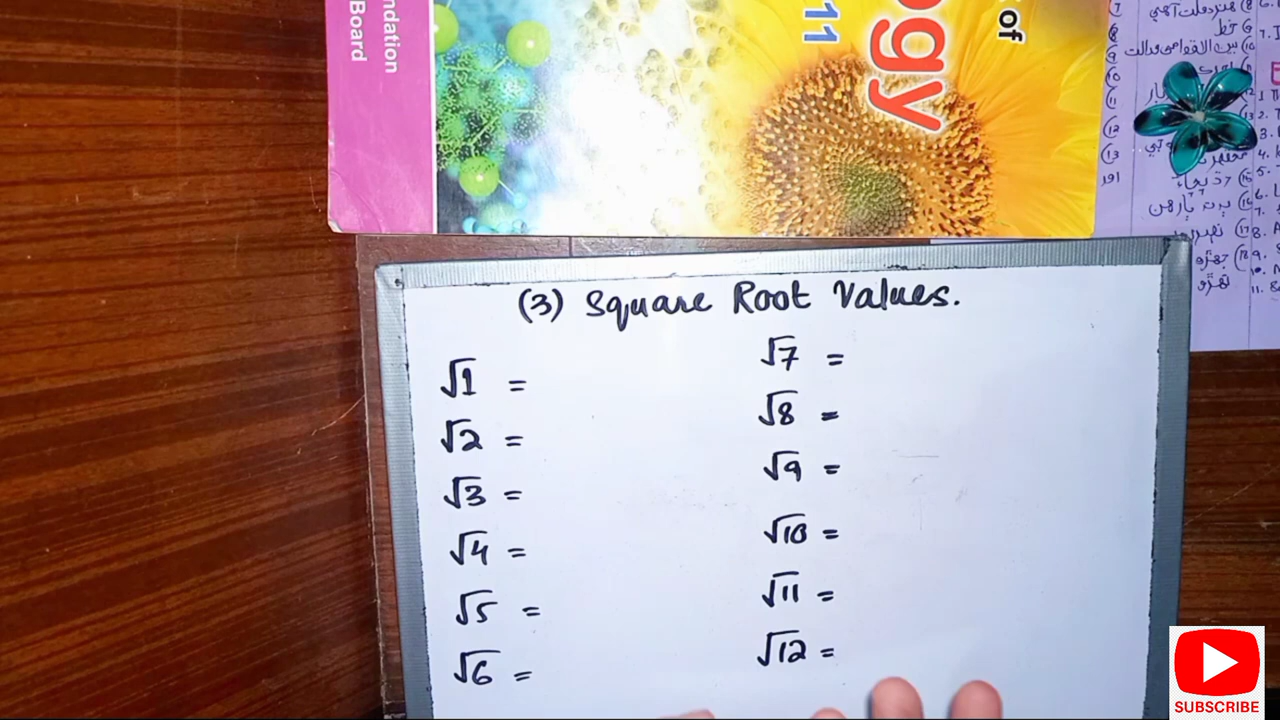 ndation
Board
11
ogy
of
(3) Square Root Values.
√1 =
√2 =
√3 =
√4 =
√5 =
√6 =
√7 =
√8 =
√9 =
√10 =
√11 =
√12 =
SUBSCRIBE